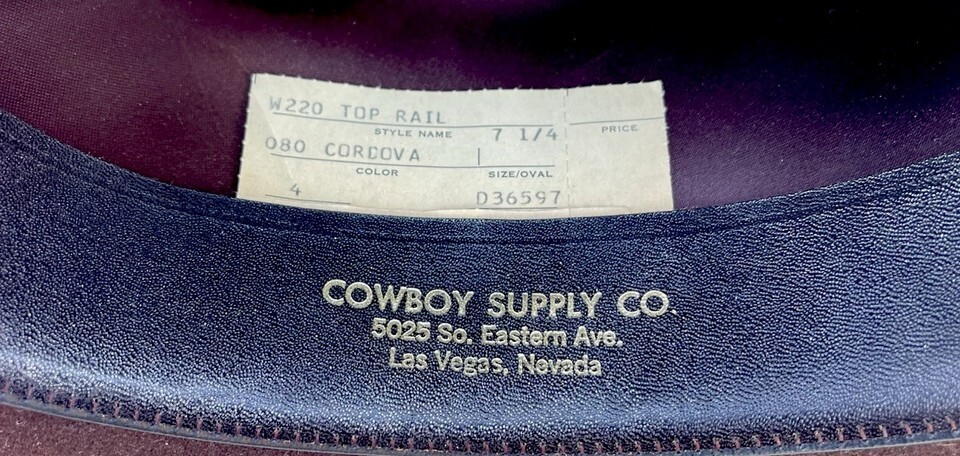 W220 TOP RAIL
STYLE NAME 7 1/4 PRICE
080 CORDOVA
COLOR SIZE/OVAL
4 D36597
COWBOY SUPPLY CO.
5025 So. Eastern Ave.
Las Vegas, Nevada